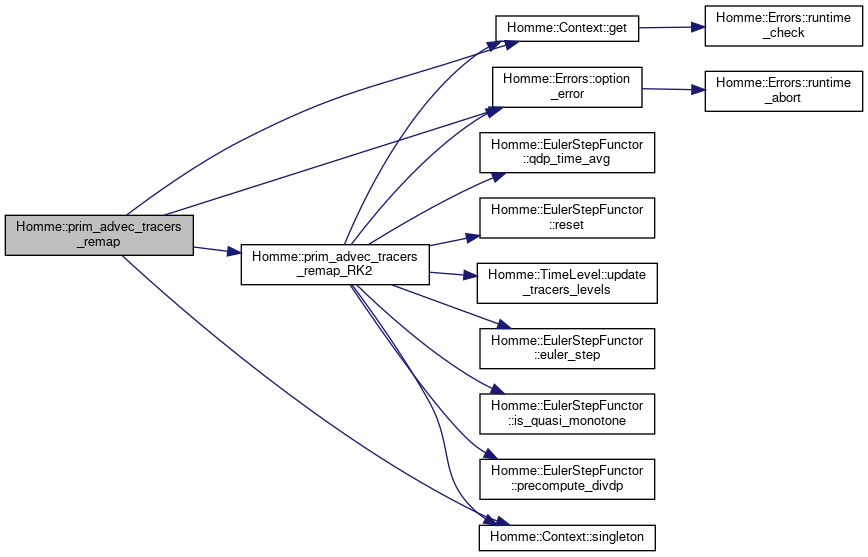 Homme::prim_advec_tracers
_remap
Homme::prim_advec_tracers
_remap_RK2
Homme::Context::get
Homme::Errors::option
_error
Homme::EulerStepFunctor
::qdp_time_avg
Homme::EulerStepFunctor
::reset
Homme::TimeLevel::update
_tracers_levels
Homme::EulerStepFunctor
::euler_step
Homme::EulerStepFunctor
::is_quasi_monotone
Homme::EulerStepFunctor
::precompute_divdp
Homme::Context::singleton
Homme::Errors::runtime
_check
Homme::Errors::runtime
_abort